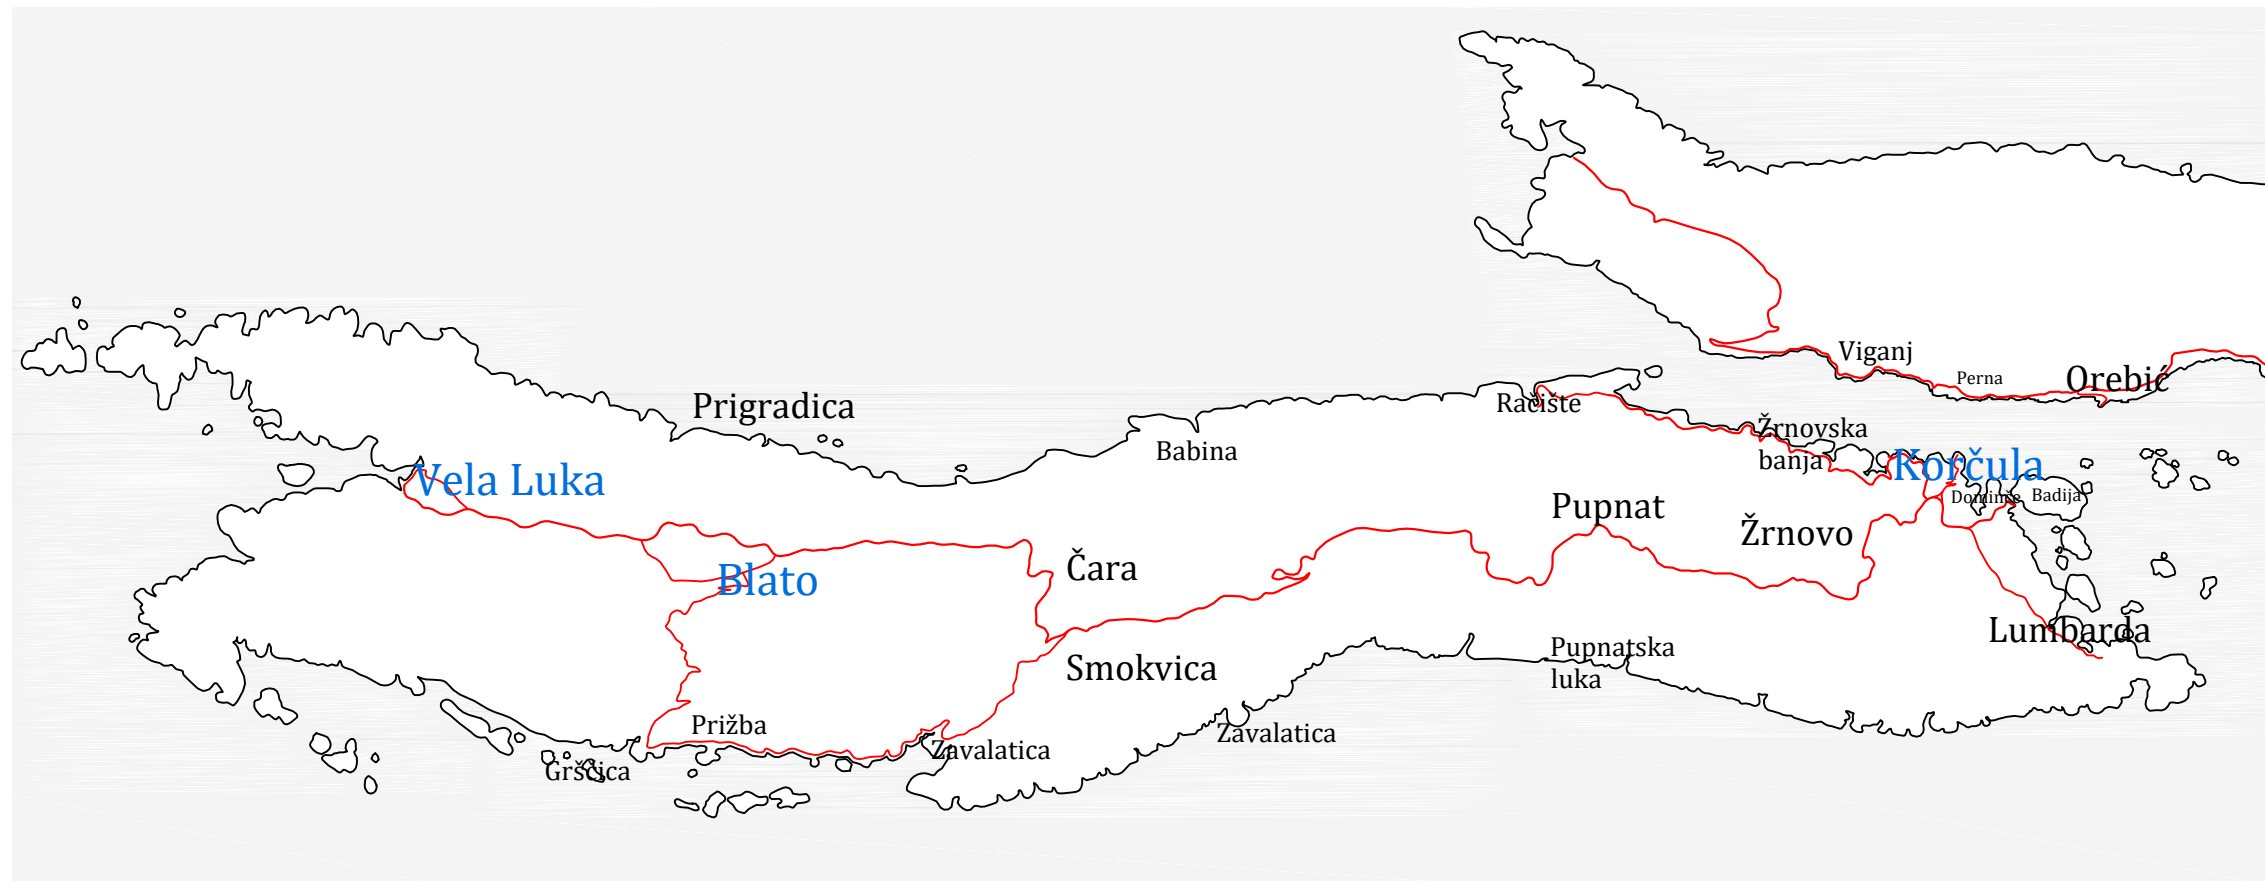 Viganj
Perna
Orebić
Prigradica
Račište
Žrnovska
banja
Babina
Vela Luka
Korčula
Dominče
Badija
Pupnat
Žrnovo
Čara
Blato
Lumbarda
Smokvica
Pupnatska
luka
Prižba
Zavalatica
Zavalatica
Gršćica